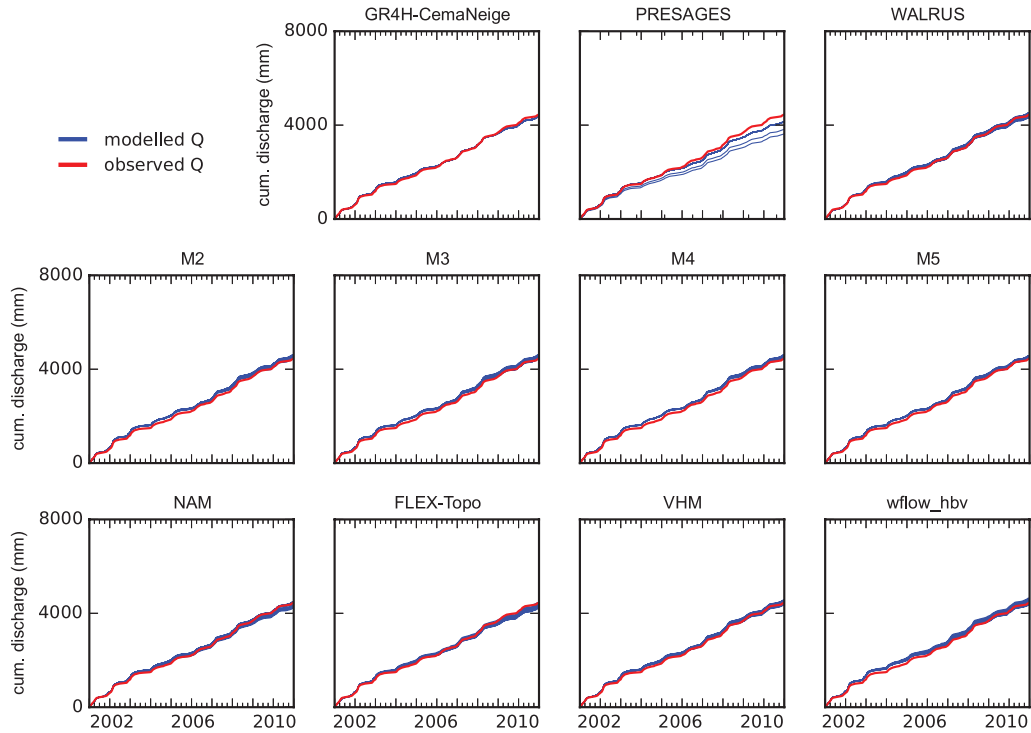 GR4H-CemaNeige PRESAGES WALRUS
8000
4000
0
cum. discharge (mm)
modelled Q
observed Q
M2 M3 M4 M5
8000
4000
0
cum. discharge (mm)
NAM FLEX-Topo VHM wflow_hbv
8000
4000
0
cum. discharge (mm)
2002 2006 2010 2002 2006 2010 2002 2006 2010 2002 2006 2010